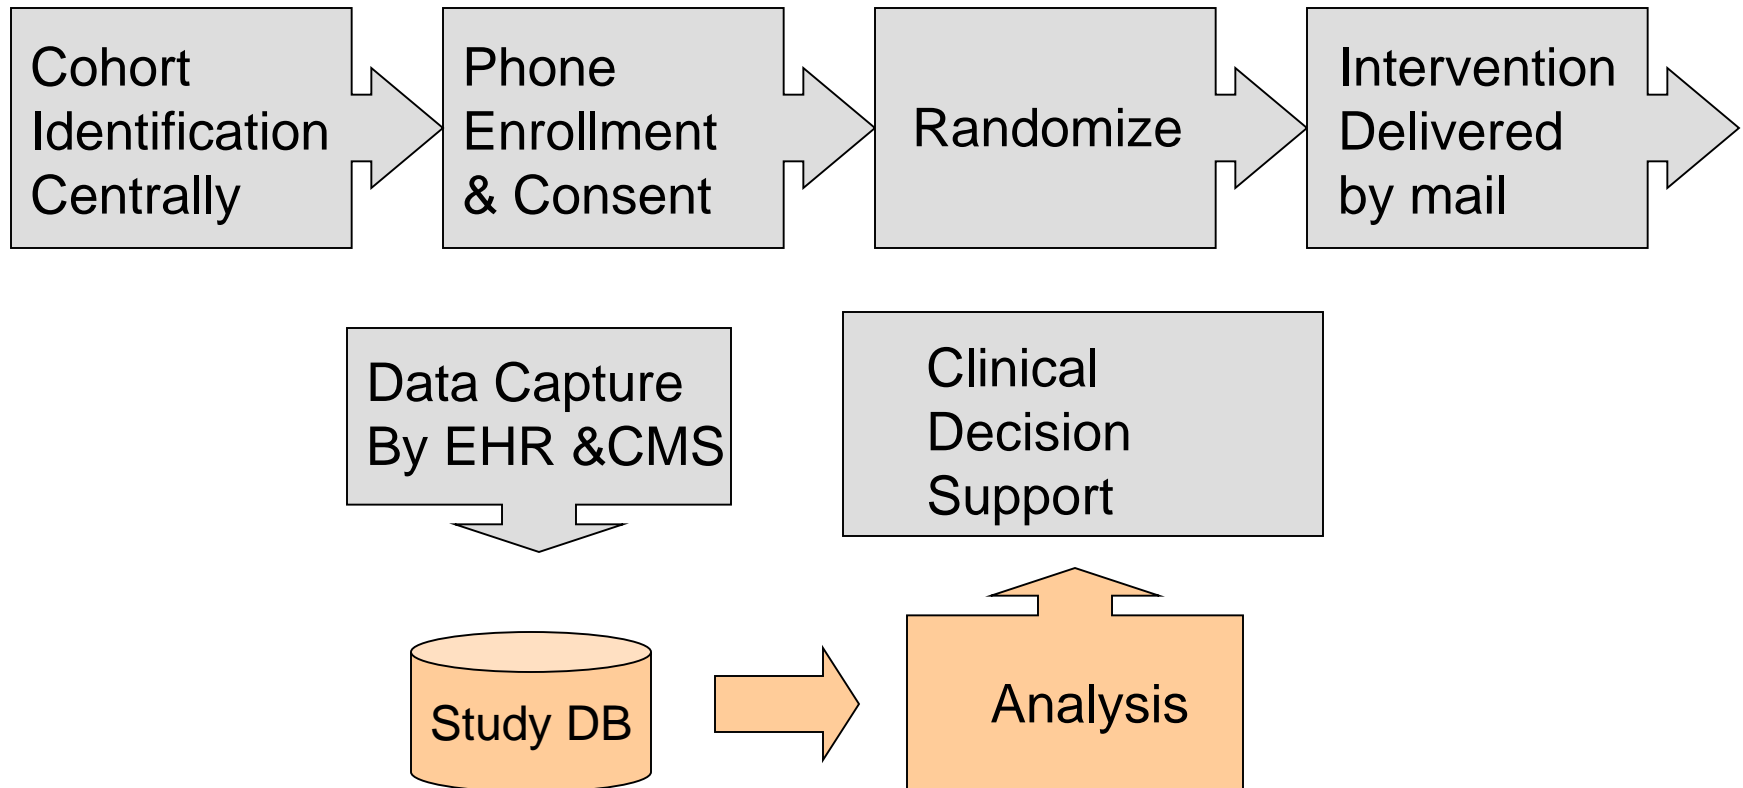 Cohort
Identification
Centrally
Phone
Enrollment
& Consent
Randomize
Intervention
Delivered
by mail
Data Capture
By EHR &CMS
Clinical
Decision
Support
Study DB
Analysis